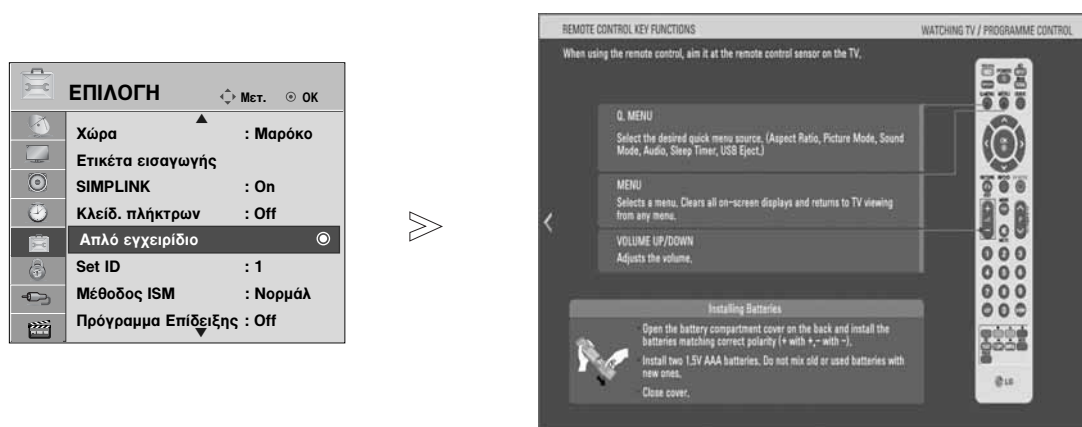 ΕΠΙΛΟΓΗ Μετ. OK
Χώρα : Μαρόκο
Ετικέτα εισαγωγής
SIMPLINK : On
Κλείδ. πλήκτρων : Off
Απλό εγχειρίδιο
Set ID : 1
Μέθοδος ISM : Νορμάλ
Πρόγραμμα Επίδειξης : Off
REMOTE CONTROL KEY FUNCTIONS WATCHING TV / PROGRAMME CONTROL
When using the remote control, aim it at the remote control sensor on the TV.
Q. MENU
Select the desired quick menu source. (Aspect Ratio, Picture Mode, Sound
Mode, Audio, Sleep Timer, USB Eject.)
MENU
Selects a menu. Clears all on-screen displays and returns to TV viewing
from any menu.
VOLUME UP/DOWN
Adjusts the volume.
Installing Batteries
Open the battery compartment cover on the back and install the
batteries matching correct polarity (+ with +,- with -).
Install two 1.5V AAA batteries. Do not mix old or used batteries with
new ones.
Close cover.
LG